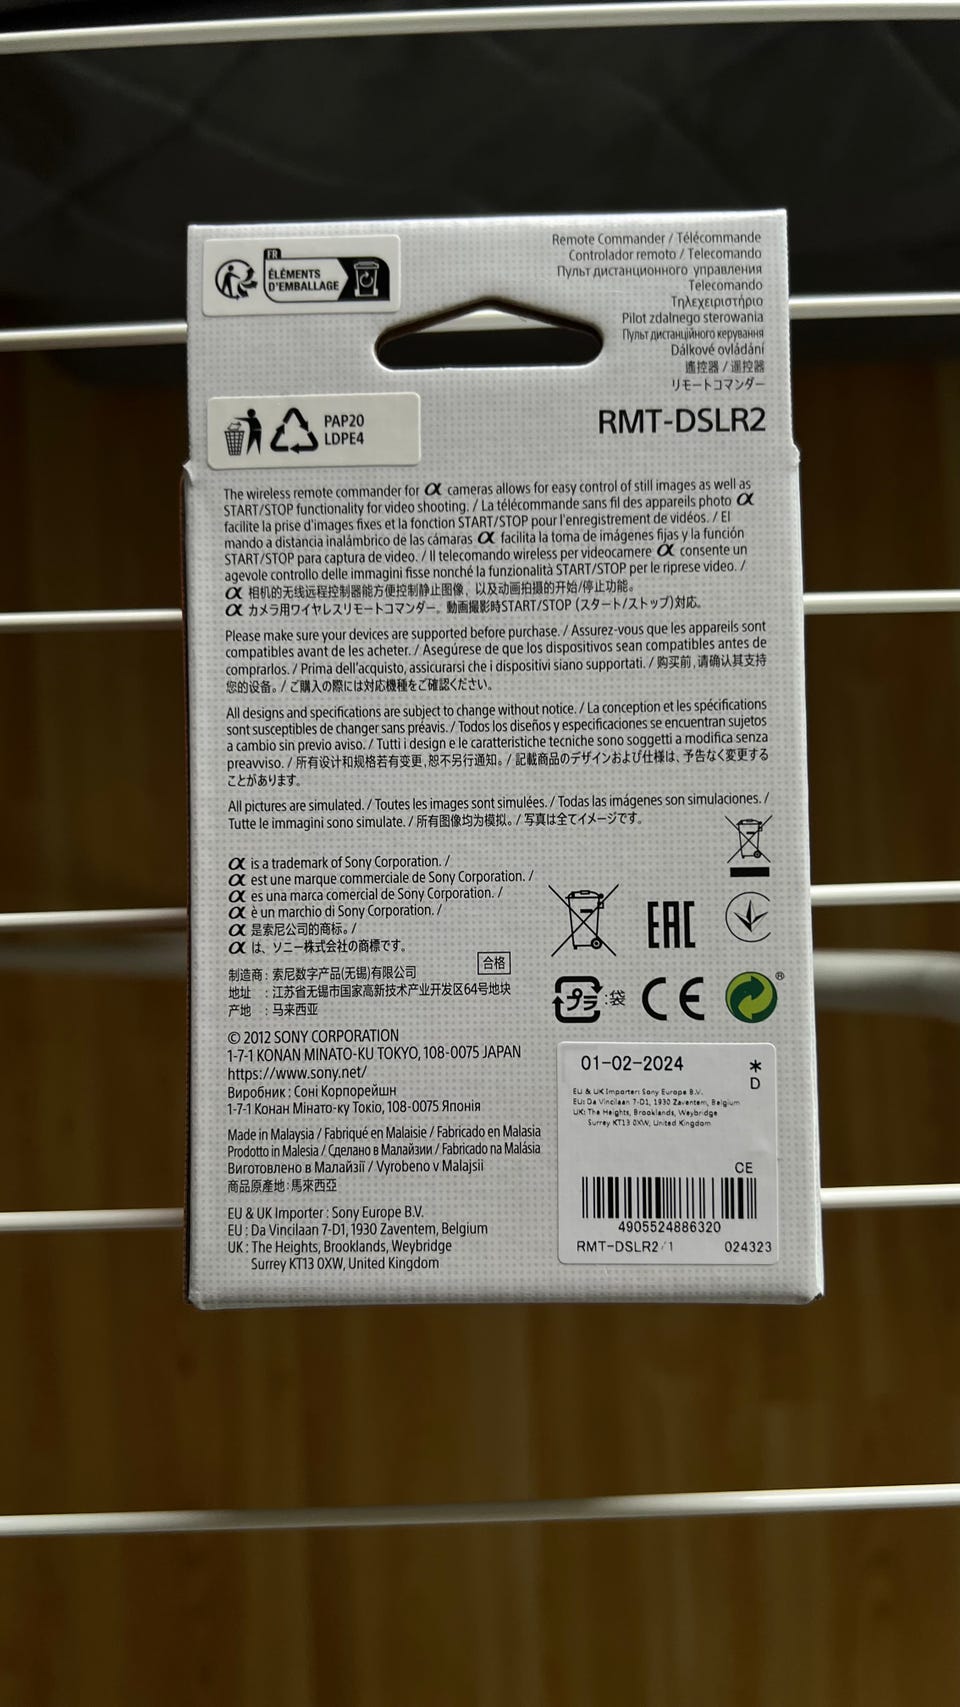 FR
ÉLÉMENTS
D'EMBALLAGE
Remote Commander / Télécommande
Controlador remoto / Telecomando
Пульт дистанционного управления
Telecomando
Τηλεχειριστήριο
Pilot zdalnego sterowania
Пульт дистанційного керування
Dálkové ovládání
遙控器 / 遥控器
リモートコマンダー
PAP20
LDPE4
RMT-DSLR2
The wireless remote commander for α cameras allows for easy control of still images as well as
START/STOP functionality for video shooting. / La télécommande sans fil des appareils photo α
facilite la prise d'images fixes et la fonction START/STOP pour l'enregistrement de vidéos. / El
mando a distancia inalámbrico de las cámaras α facilita la toma de imágenes fijas y la función
START/STOP para captura de video. / Il telecomando wireless per videocamere α consente un
agevole controllo delle immagini fisse nonché la funzionalità START/STOP per le riprese video. /
α 相机的无线远程控制器能方便控制静止图像，以及动画拍摄的开始/停止功能。
α カメラ用ワイヤレスリモートコマンダー。動画撮影時START/STOP（スタート/ストップ）対応。
Please make sure your devices are supported before purchase. / Assurez-vous que les appareils sont
compatibles avant de les acheter. / Asegúrese de que los dispositivos sean compatibles antes de
comprarlos. / Prima dell'acquisto, assicurarsi che i dispositivi siano supportati. / 购买前，请确认其支持
您的设备。/ ご購入の際には対応機種をご確認ください。
All designs and specifications are subject to change without notice. / La conception et les spécifications
sont susceptibles de changer sans préavis. / Todos los diseños y especificaciones se encuentran sujetos
a cambio sin previo aviso. / Tutti i design e le caratteristiche tecniche sono soggetti a modifica senza
preavviso. / 所有设计和规格若有变更，恕不另行通知。/ 記載商品のデザインおよび仕様は、予告なく変更する
ことがあります。
All pictures are simulated. / Toutes les images sont simulées. / Todas las imágenes son simulaciones. /
Tutte le immagini sono simulate. / 所有图像均为模拟。/ 写真は全てイメージです。
α is a trademark of Sony Corporation. /
α est une marque commerciale de Sony Corporation. /
α es una marca comercial de Sony Corporation. /
α è un marchio di Sony Corporation. /
α 是索尼公司的商标。/
α は、ソニー株式会社の商標です。
制造商 : 索尼数字产品(无锡)有限公司
合格
地址 : 江苏省无锡市国家高新技术产业开发区64号地块
产地 : 马来西亚
EAC
プラ :袋
CE
®
© 2012 SONY CORPORATION
1-7-1 KONAN MINATO-KU TOKYO, 108-0075 JAPAN
https://www.sony.net/
Виробник : Соні Корпорейшн
1-7-1 Конан Мінато-ку Токіо, 108-0075 Японія
Made in Malaysia / Fabriqué en Malaisie / Fabricado en Malasia
Prodotto in Malesia / Сделано в Малайзии / Fabricado na Malásia
Виготовлено в Малайзії / Vyrobeno v Malajsii
商品原產地: 馬來西亞
EU & UK Importer : Sony Europe B.V.
EU : Da Vincilaan 7-D1, 1930 Zaventem, Belgium
UK : The Heights, Brooklands, Weybridge
Surrey KT13 0XW, United Kingdom
01-02-2024
*
D
EU & UK Importer: Sony Europe B.V.
EU: Da Vincilaan 7-D1, 1930 Zaventem, Belgium
UK: The Heights, Brooklands, Weybridge
Surrey KT13 0XW, United Kingdom
CE
4905524886320
RMT-DSLR2/1 024323